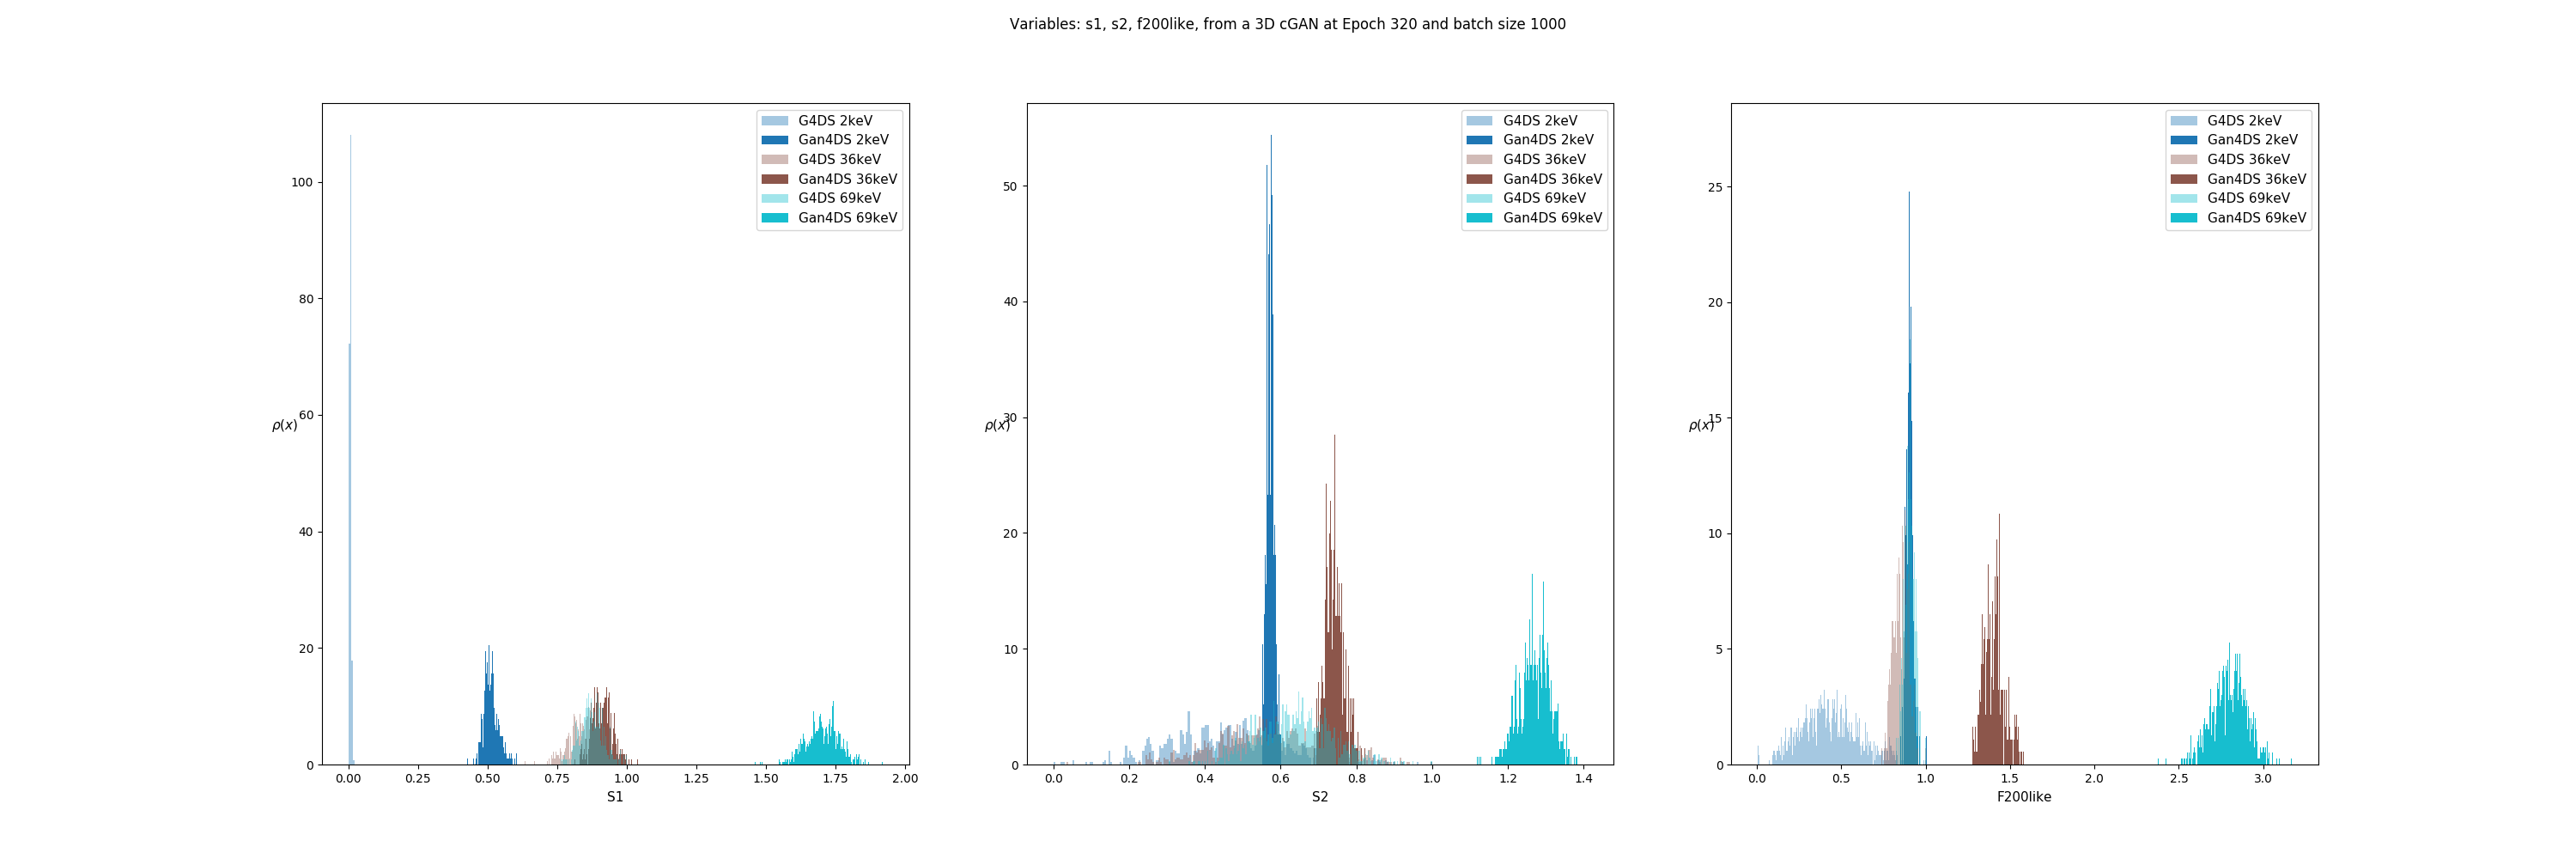 Variables: s1, s2, f200like, from a 3D cGAN at Epoch 320 and batch size 1000
G4DS 2keV
Gan4DS 2keV
G4DS 36keV
Gan4DS 36keV
G4DS 69keV
Gan4DS 69keV
100
80
60
40
20
0
ρ(x)
0.00 0.25 0.50 0.75 1.00 1.25 1.50 1.75 2.00
S1
G4DS 2keV
Gan4DS 2keV
G4DS 36keV
Gan4DS 36keV
G4DS 69keV
Gan4DS 69keV
50
40
30
20
10
0
ρ(x)
0.0 0.2 0.4 0.6 0.8 1.0 1.2 1.4
S2
G4DS 2keV
Gan4DS 2keV
G4DS 36keV
Gan4DS 36keV
G4DS 69keV
Gan4DS 69keV
25
20
15
10
5
0
ρ(x)
0.0 0.5 1.0 1.5 2.0 2.5 3.0
F200like